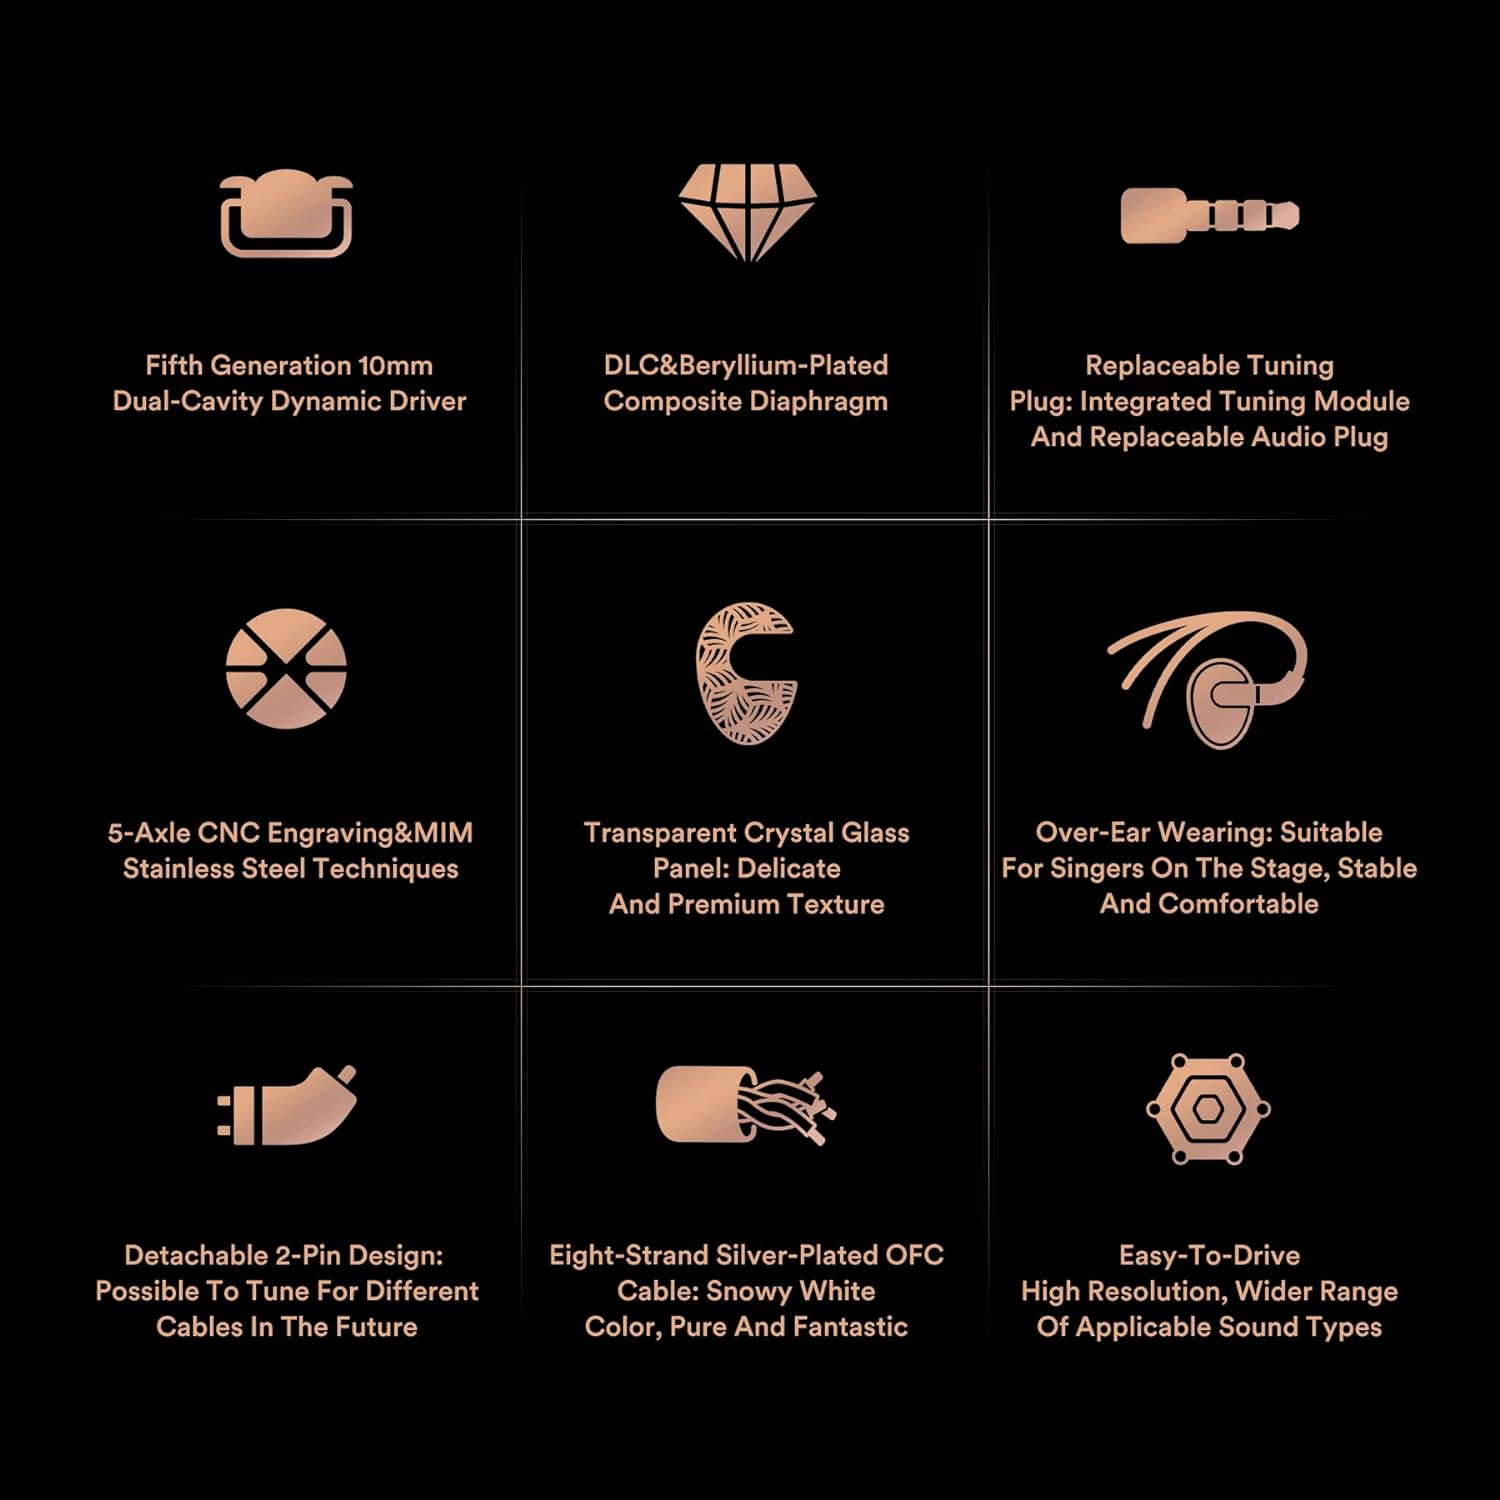 Fifth Generation 10mm
Dual-Cavity Dynamic Driver
DLC&Beryllium-Plated
Composite Diaphragm
Replaceable Tuning
Plug: Integrated Tuning Module
And Replaceable Audio Plug
5-Axle CNC Engraving&MIM
Stainless Steel Techniques
Transparent Crystal Glass
Panel: Delicate
And Premium Texture
Over-Ear Wearing: Suitable
For Singers On The Stage, Stable
And Comfortable
Detachable 2-Pin Design:
Possible To Tune For Different
Cables In The Future
Eight-Strand Silver-Plated OFC
Cable: Snowy White
Color, Pure And Fantastic
Easy-To-Drive
High Resolution, Wider Range
Of Applicable Sound Types